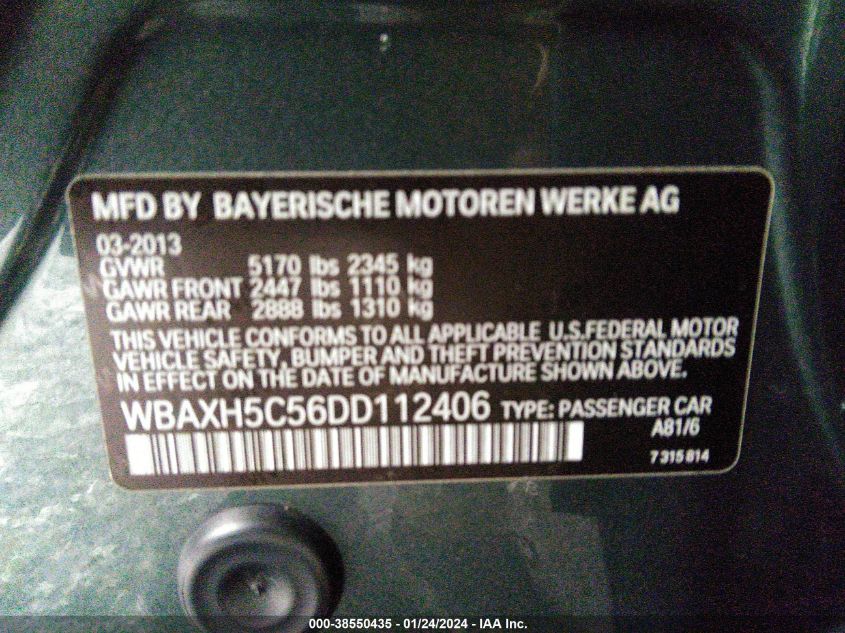 MFD BY BAYERISCHE MOTOREN WERKE AG
03-2013
GVWR 5170 lbs 2345 kg
GAWR FRONT 2447 lbs 1110 kg
GAWR REAR 2888 lbs 1310 kg
THIS VEHICLE CONFORMS TO ALL APPLICABLE U.S.FEDERAL MOTOR
VEHICLE SAFETY, BUMPER AND THEFT PREVENTION STANDARDS
IN EFFECT ON THE DATE OF MANUFACTURE SHOWN ABOVE.
WBAXH5C56DD112406 TYPE: PASSENGER CAR
A81/6
7 315 814
000-38550435 - 01/24/2024 - IAA Inc.